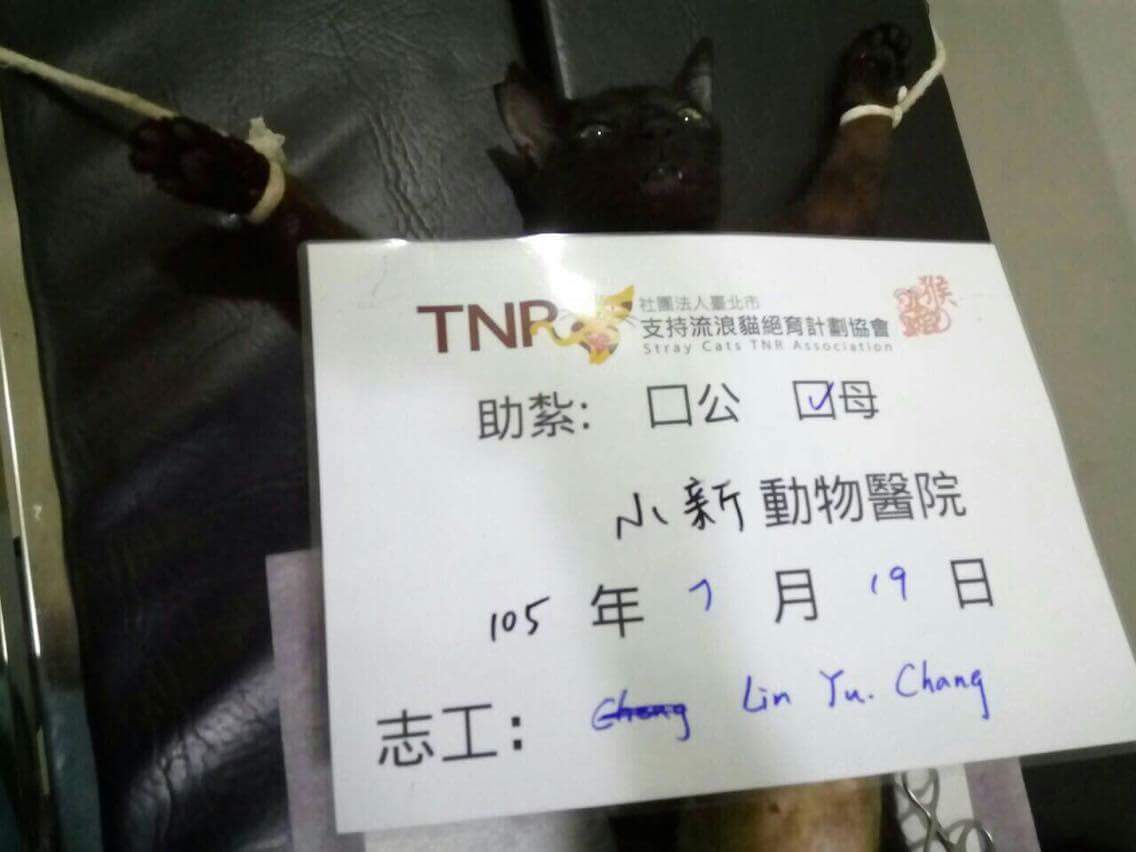 TNR 社團法人臺北市
支持流浪貓絕育計劃協會
Stray Cats TNR Association
猴
助紮: □公 ☑母
小新動物醫院
105 年 7 月 19 日
志工: Lin Yu. Chang